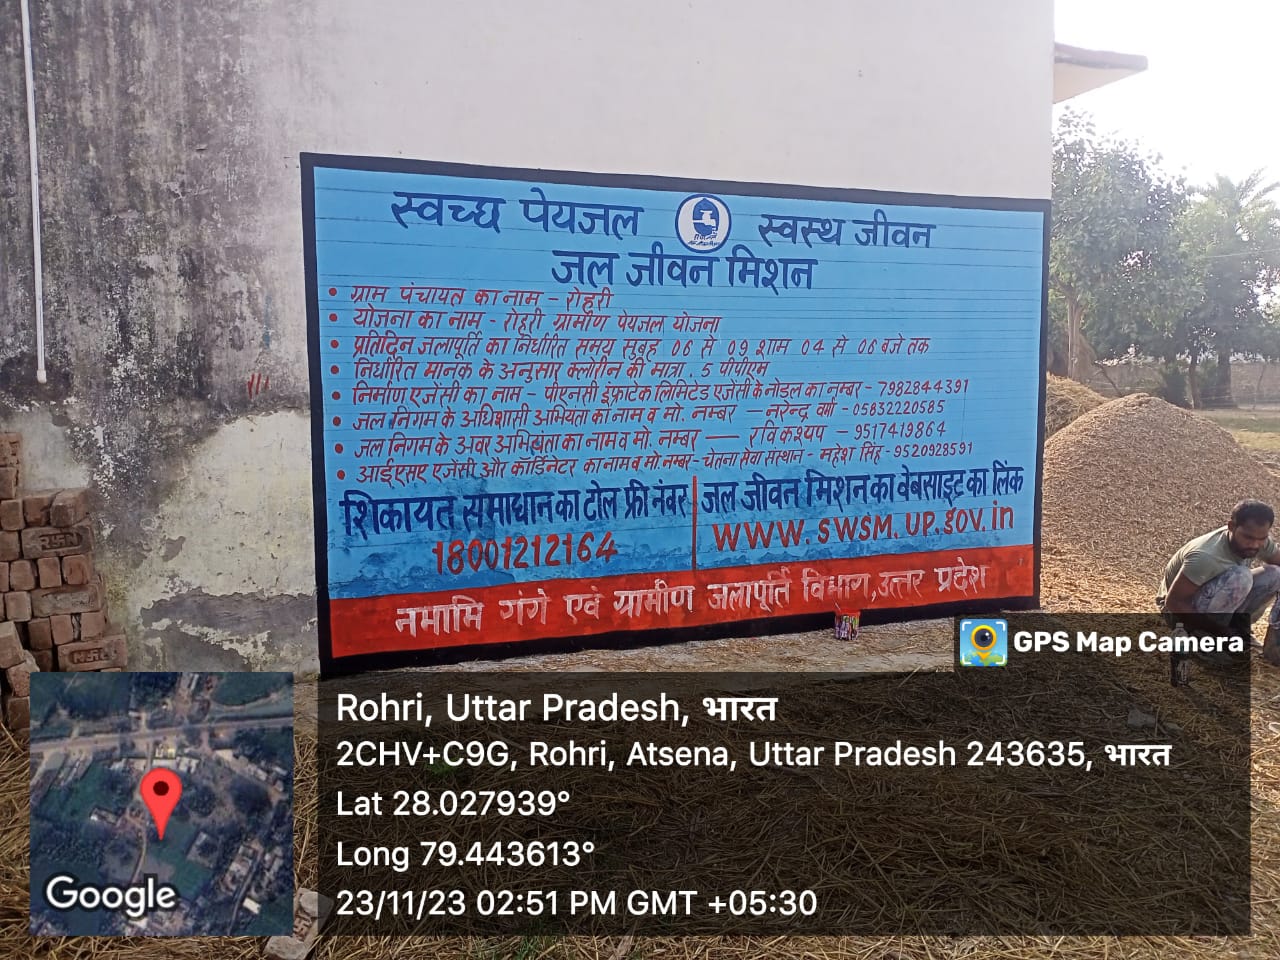 स्वच्छ पेयजल स्वस्थ जीवन
जल जीवन मिशन
• ग्राम पंचायत का नाम - रोहरी
• योजना का नाम - रोहरी ग्रामीण पेयजल योजना
• प्रतिदिन जलापूर्ति का निर्धारित समय सुबह 06 से 09 शाम 04 से 06 बजे तक
• निर्धारित मानक के अनुसार क्लोरीन की मात्रा . 5 पीपीएम
• निर्माण एजेंसी का नाम - पीएनसी इंफ्राटेक लिमिटेड एजेंसी के नोडल का नम्बर - 7982844391
• जल निगम के अधिशासी अभियंता का नाम व मो. नम्बर — नरेन्द्र वर्मा - 05832220585
• जल निगम के अवर अभियंता का नाम व मो. नम्बर — रवि कश्यप - 9517419864
• आईएसए एजेंसी और कॉर्डिनेटर का नाम व मो. नम्बर - चेतना सेवा संस्थान - महेश सिंह - 9520928591
शिकायत समाधान का टोल फ्री नंबर
18001212164
जल जीवन मिशन का वेबसाइट का लिंक
www.swsm.up.gov.in
नमामि गंगे एवं ग्रामीण जलापूर्ति विभाग, उत्तर प्रदेश
GPS Map Camera
Rohri, Uttar Pradesh, भारत
2CHV+C9G, Rohri, Atsena, Uttar Pradesh 243635, भारत
Lat 28.027939°
Long 79.443613°
23/11/23 02:51 PM GMT +05:30
Google